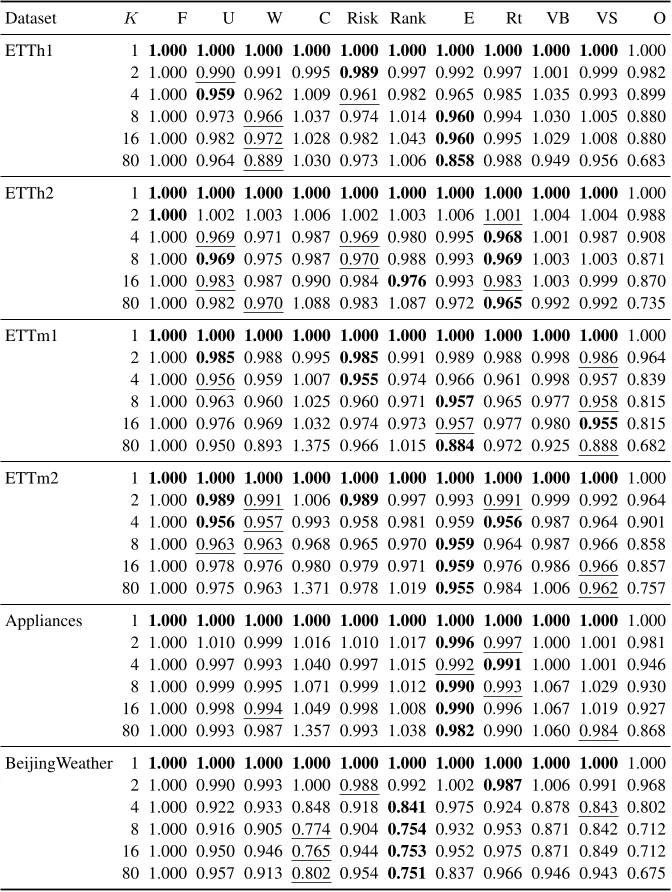 Dataset K F U W C Risk Rank E Rt VB VS O
ETTh1 1 1.000 1.000 1.000 1.000 1.000 1.000 1.000 1.000 1.000 1.000 1.000
2 1.000 0.990 0.991 0.995 0.989 0.997 0.992 0.997 1.001 0.999 0.982
4 1.000 0.959 0.962 1.009 0.961 0.982 0.965 0.985 1.035 0.993 0.899
8 1.000 0.973 0.966 1.037 0.974 1.014 0.960 0.994 1.030 1.005 0.880
16 1.000 0.982 0.972 1.028 0.982 1.043 0.960 0.995 1.029 1.008 0.880
80 1.000 0.964 0.889 1.030 0.973 1.006 0.858 0.988 0.949 0.956 0.683
ETTh2 1 1.000 1.000 1.000 1.000 1.000 1.000 1.000 1.000 1.000 1.000 1.000
2 1.000 1.002 1.003 1.006 1.002 1.003 1.006 1.001 1.004 1.004 0.988
4 1.000 0.969 0.971 0.987 0.969 0.980 0.995 0.968 1.001 0.987 0.908
8 1.000 0.969 0.975 0.987 0.970 0.988 0.993 0.969 1.003 1.003 0.871
16 1.000 0.983 0.987 0.990 0.984 0.976 0.993 0.983 1.003 0.999 0.870
80 1.000 0.982 0.970 1.088 0.983 1.087 0.972 0.965 0.992 0.992 0.735
ETTm1 1 1.000 1.000 1.000 1.000 1.000 1.000 1.000 1.000 1.000 1.000 1.000
2 1.000 0.985 0.988 0.995 0.985 0.991 0.989 0.988 0.998 0.986 0.964
4 1.000 0.956 0.959 1.007 0.955 0.974 0.966 0.961 0.998 0.957 0.839
8 1.000 0.963 0.960 1.025 0.960 0.971 0.957 0.965 0.977 0.958 0.815
16 1.000 0.976 0.969 1.032 0.974 0.973 0.957 0.977 0.980 0.955 0.815
80 1.000 0.950 0.893 1.375 0.966 1.015 0.884 0.972 0.925 0.888 0.682
ETTm2 1 1.000 1.000 1.000 1.000 1.000 1.000 1.000 1.000 1.000 1.000 1.000
2 1.000 0.989 0.991 1.006 0.989 0.997 0.993 0.991 0.999 0.992 0.964
4 1.000 0.956 0.957 0.993 0.958 0.981 0.959 0.956 0.987 0.964 0.901
8 1.000 0.963 0.963 0.968 0.965 0.970 0.959 0.964 0.987 0.966 0.858
16 1.000 0.978 0.976 0.980 0.979 0.971 0.959 0.976 0.986 0.966 0.857
80 1.000 0.975 0.963 1.371 0.978 1.019 0.955 0.984 1.006 0.962 0.757
Appliances 1 1.000 1.000 1.000 1.000 1.000 1.000 1.000 1.000 1.000 1.000 1.000
2 1.000 1.010 0.999 1.016 1.010 1.017 0.996 0.997 1.000 1.001 0.981
4 1.000 0.997 0.993 1.040 0.997 1.015 0.992 0.991 1.000 1.001 0.946
8 1.000 0.999 0.995 1.071 0.999 1.012 0.990 0.993 1.067 1.029 0.930
16 1.000 0.998 0.994 1.049 0.998 1.008 0.990 0.996 1.067 1.019 0.927
80 1.000 0.993 0.987 1.357 0.993 1.038 0.982 0.990 1.060 0.984 0.868
BeijingWeather 1 1.000 1.000 1.000 1.000 1.000 1.000 1.000 1.000 1.000 1.000 1.000
2 1.000 0.990 0.993 1.000 0.988 0.992 1.002 0.987 1.006 0.991 0.968
4 1.000 0.922 0.933 0.848 0.918 0.841 0.975 0.924 0.878 0.843 0.802
8 1.000 0.916 0.905 0.774 0.904 0.754 0.932 0.953 0.871 0.842 0.712
16 1.000 0.950 0.946 0.765 0.944 0.753 0.952 0.975 0.871 0.849 0.712
80 1.000 0.957 0.913 0.802 0.954 0.751 0.837 0.966 0.946 0.943 0.675